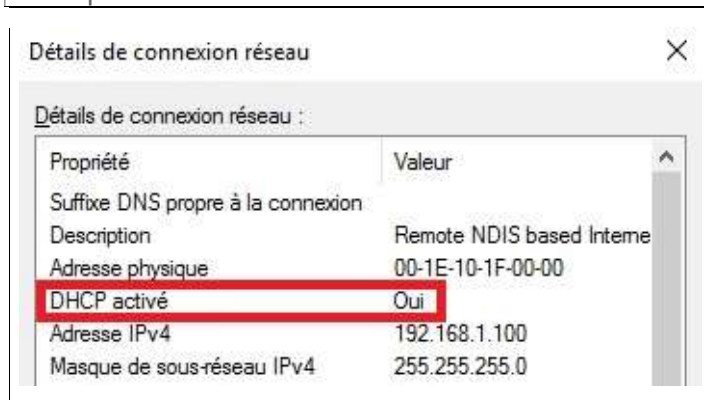 Détails de connexion réseau
Détails de connexion réseau :
Propriété Valeur
Suffixe DNS propre à la connexion
Description Remote NDIS based Interne
Adresse physique 00-1E-10-1F-00-00
DHCP activé Oui
Adresse IPv4 192.168.1.100
Masque de sous-réseau IPv4 255.255.255.0